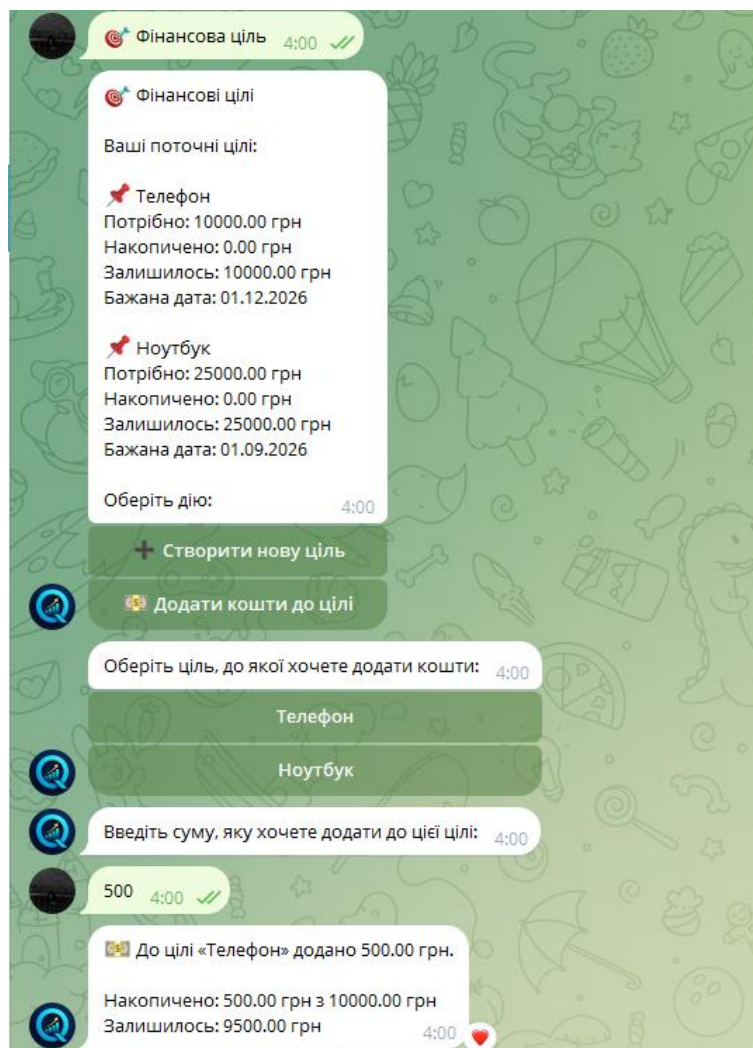 🎯 Фінансова ціль 4:00
🎯 Фінансові цілі
Ваші поточні цілі:
📌 Телефон
Потрібно: 10000.00 грн
Накопичено: 0.00 грн
Залишилось: 10000.00 грн
Бажана дата: 01.12.2026
📌 Ноутбук
Потрібно: 25000.00 грн
Накопичено: 0.00 грн
Залишилось: 25000.00 грн
Бажана дата: 01.09.2026
Оберіть дію: 4:00
➕ Створити нову ціль
💵 Додати кошти до цілі
Оберіть ціль, до якої хочете додати кошти: 4:00
Телефон
Ноутбук
Введіть суму, яку хочете додати до цієї цілі: 4:00
500 4:00
💵 До цілі «Телефон» додано 500.00 грн.
Накопичено: 500.00 грн з 10000.00 грн
Залишилось: 9500.00 грн 4:00